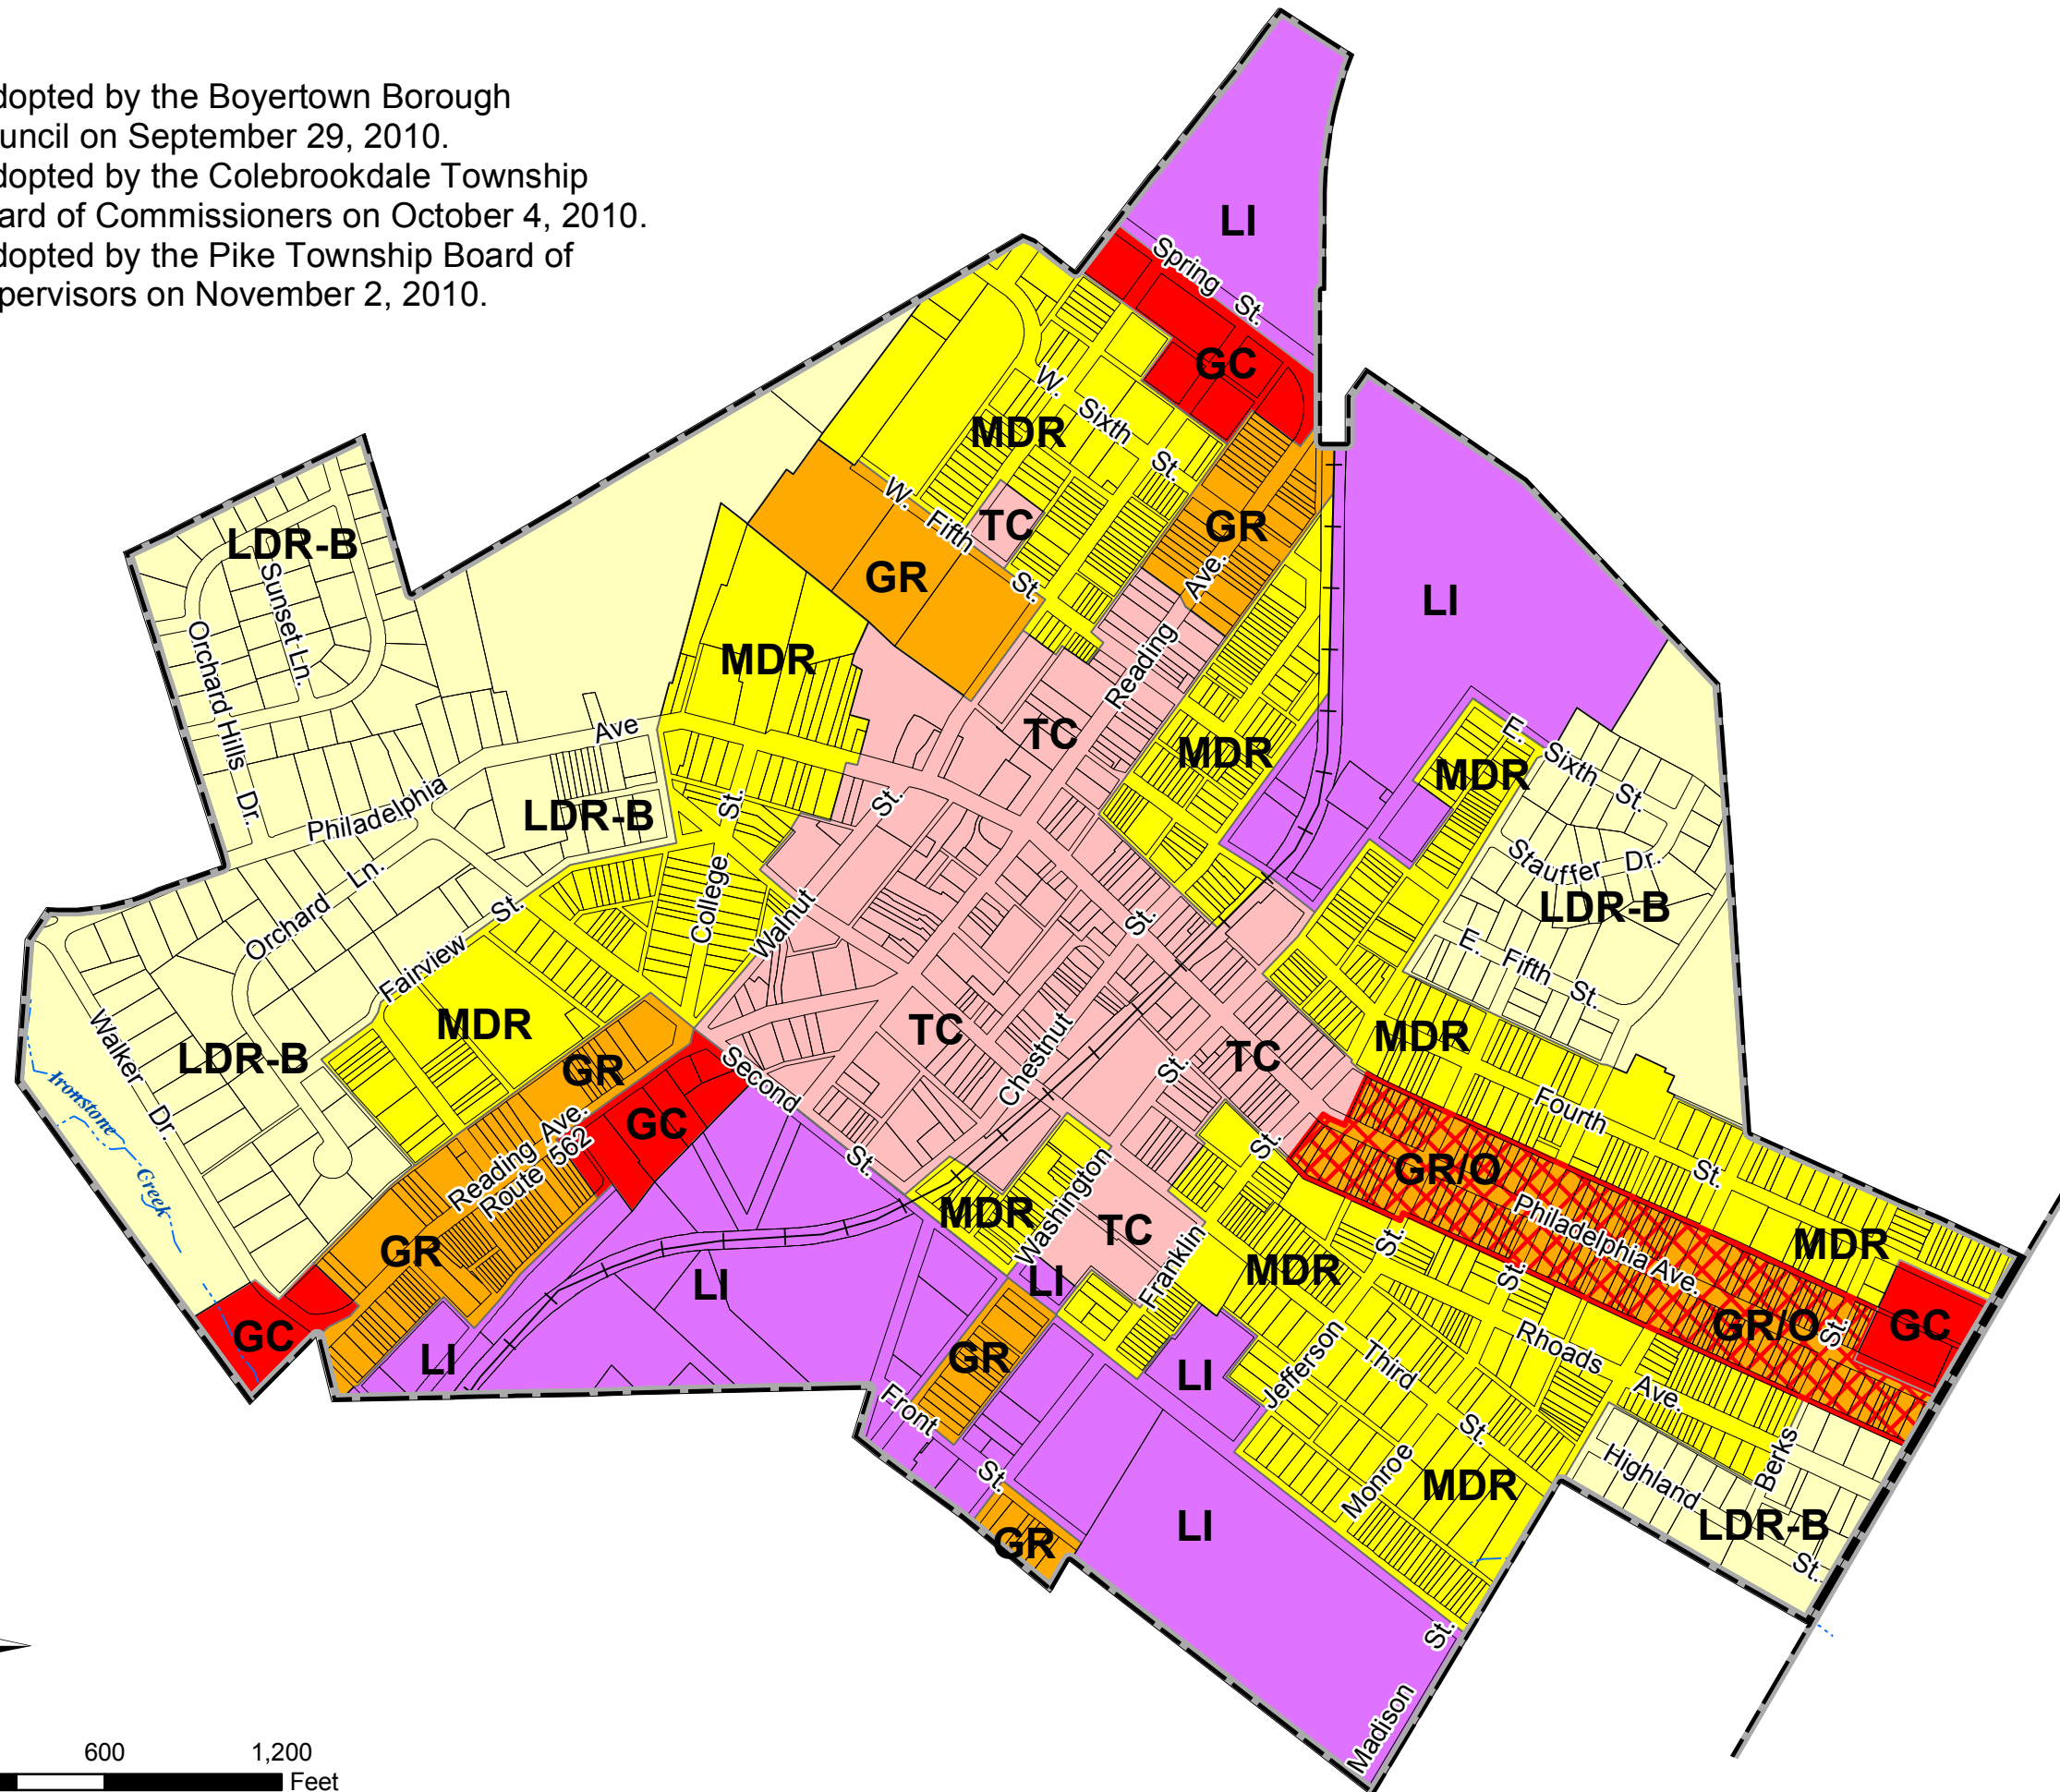 dopted by the Boyertown Borough
uncil on September 29, 2010.
dopted by the Colebrookdale Township
ard of Commissioners on October 4, 2010.
dopted by the Pike Township Board of
pervisors on November 2, 2010.
LI
Spring St.
GC
W. Sixth St.
MDR
W. Fifth St.
TC
GR
GR
LDR-B
Sunset Ln.
Orchard Hills Dr.
MDR
LI
Reading Ave.
TC
MDR
MDR
E. Sixth St.
Philadelphia Ave
LDR-B
College St.
Walnut St.
Stauffer Dr.
LDR-B
E. Fifth St.
Orchard Ln.
Fairview St.
MDR
Walker Dr.
LDR-B
Ironstone Creek
GR
GC
Second St.
TC
Chestnut St.
TC
MDR
Fourth St.
GR/O
Philadelphia Ave.
MDR
Reading Ave.
Route 562
GR
GC
LI
LI
MDR
Washington St.
TC
LI
Franklin St.
MDR
GR/O
GC
Rhoads Ave.
GR
LI
Jefferson St.
Third St.
Front St.
Monroe St.
MDR
Berks St.
Highland St.
LDR-B
GR
LI
Madison St.
600 1,200
Feet